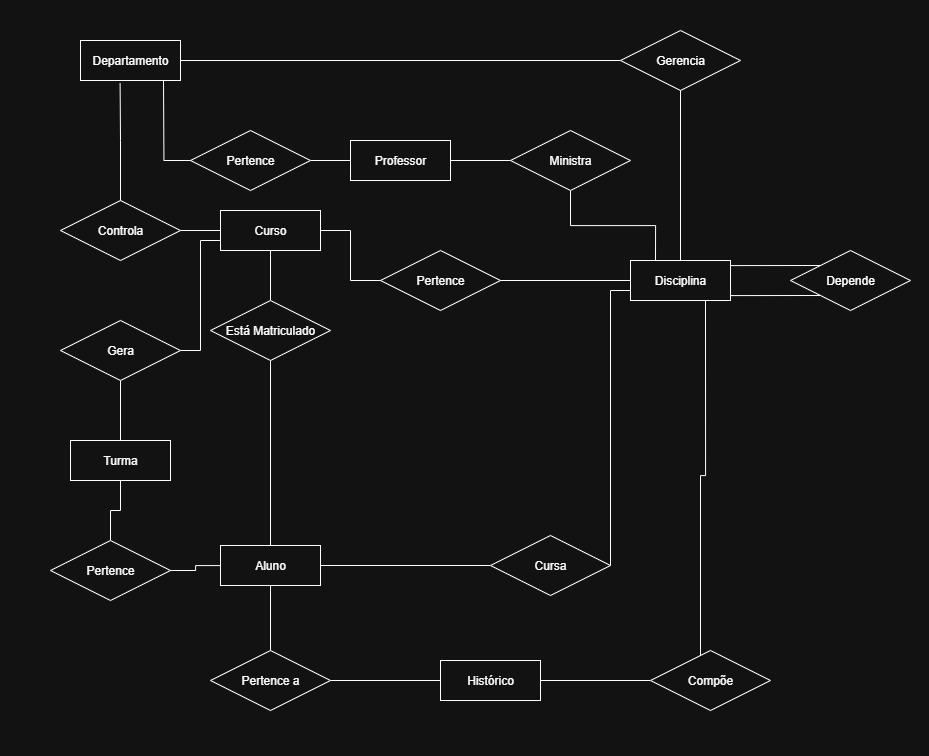 Departamento
Gerencia
Pertence
Professor
Ministra
Controla
Curso
Pertence
Disciplina
Depende
Está Matriculado
Gera
Turma
Pertence
Aluno
Cursa
Pertence a
Histórico
Compõe